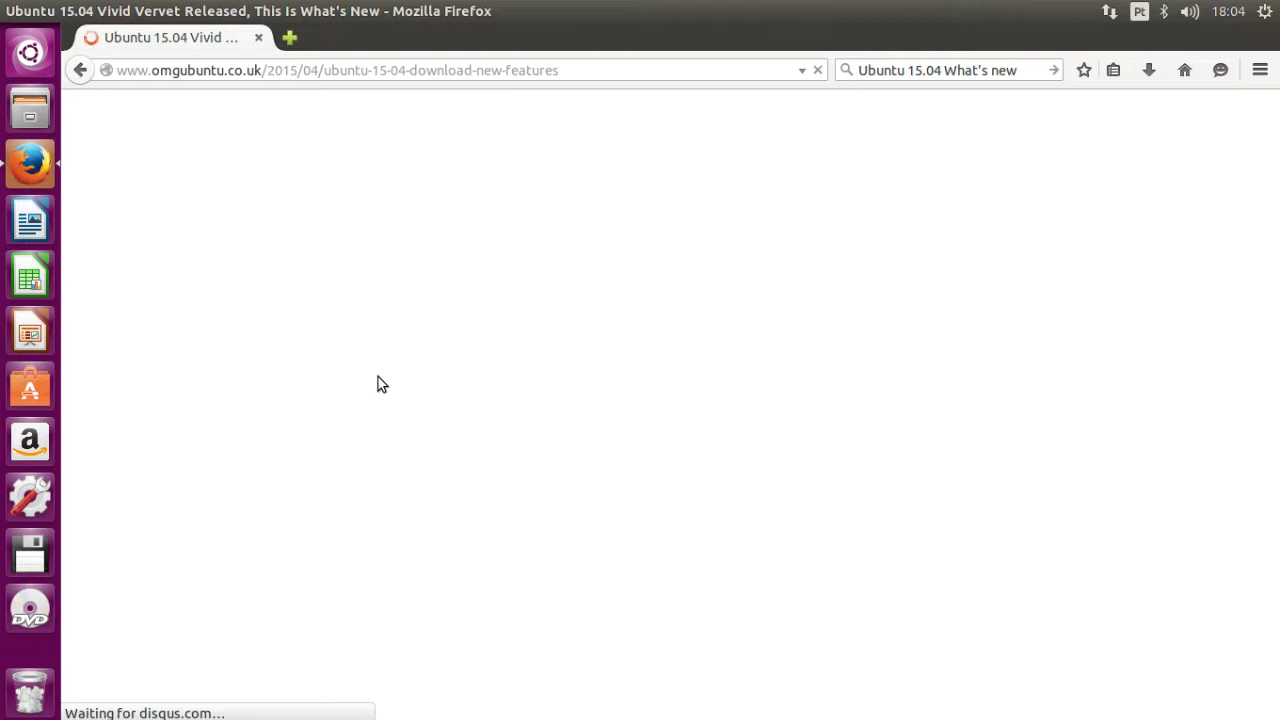 Ubuntu 15.04 Vivid Vervet Released, This Is What's New - Mozilla Firefox
Pt
18:04
Ubuntu 15.04 Vivid ...
www.omgubuntu.co.uk/2015/04/ubuntu-15-04-download-new-features
Ubuntu 15.04 What's new
A
a
DVD
Waiting for disqus.com...